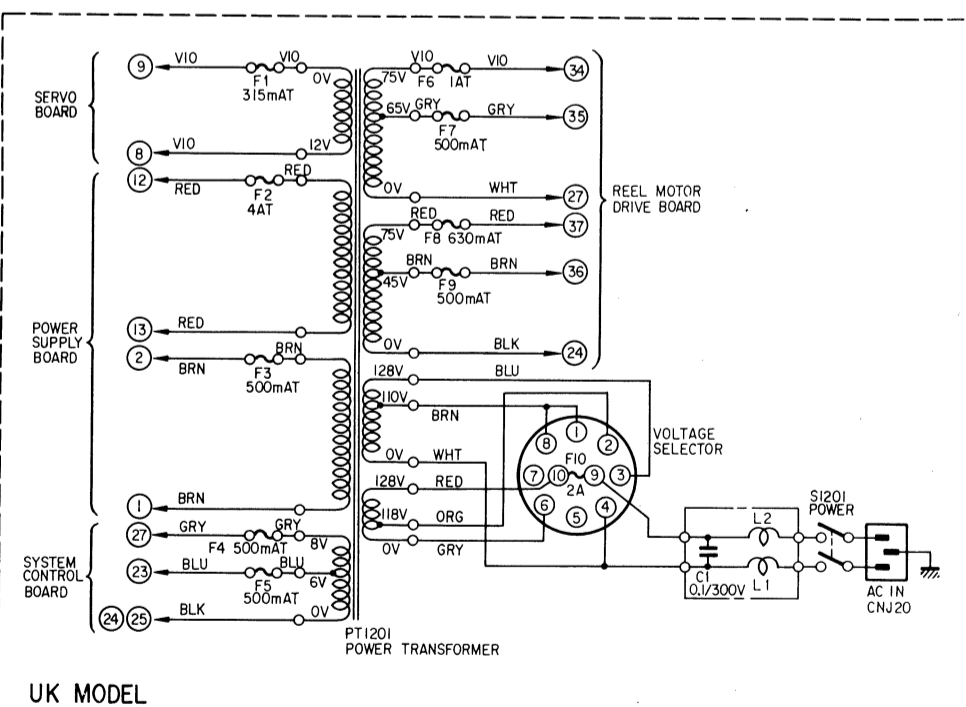 VIO
VIO
VIO
VIO
9
F1
0V
75V
F6
1AT
34
315mAT
SERVO
BOARD
65V
GRY
GRY
35
F7
500mAT
8
VIO
12V
12
RED
RED
F2
4AT
0V
WHT
27
REEL MOTOR
DRIVE BOARD
RED
RED
37
75V
F8 630mAT
BRN
BRN
36
45V
F9
500mAT
POWER
SUPPLY
BOARD
13
RED
2
BRN
BRN
F3
500mAT
0V
BLK
24
128V
BLU
110V
BRN
VOLTAGE
SELECTOR
8
1
2
0V
WHT
F10
7
10
9
3
2A
128V
RED
6
5
4
118V
ORG
0V
GRY
1
BRN
27
GRY
GRY
F4 500mAT
8V
SYSTEM
CONTROL
BOARD
23
BLU
BLU
F5
500mAT
6V
24
25
BLK
0V
S1201
POWER
L2
C1
0.1/300V
L1
AC IN
CNJ20
PT1201
POWER TRANSFORMER
UK MODEL